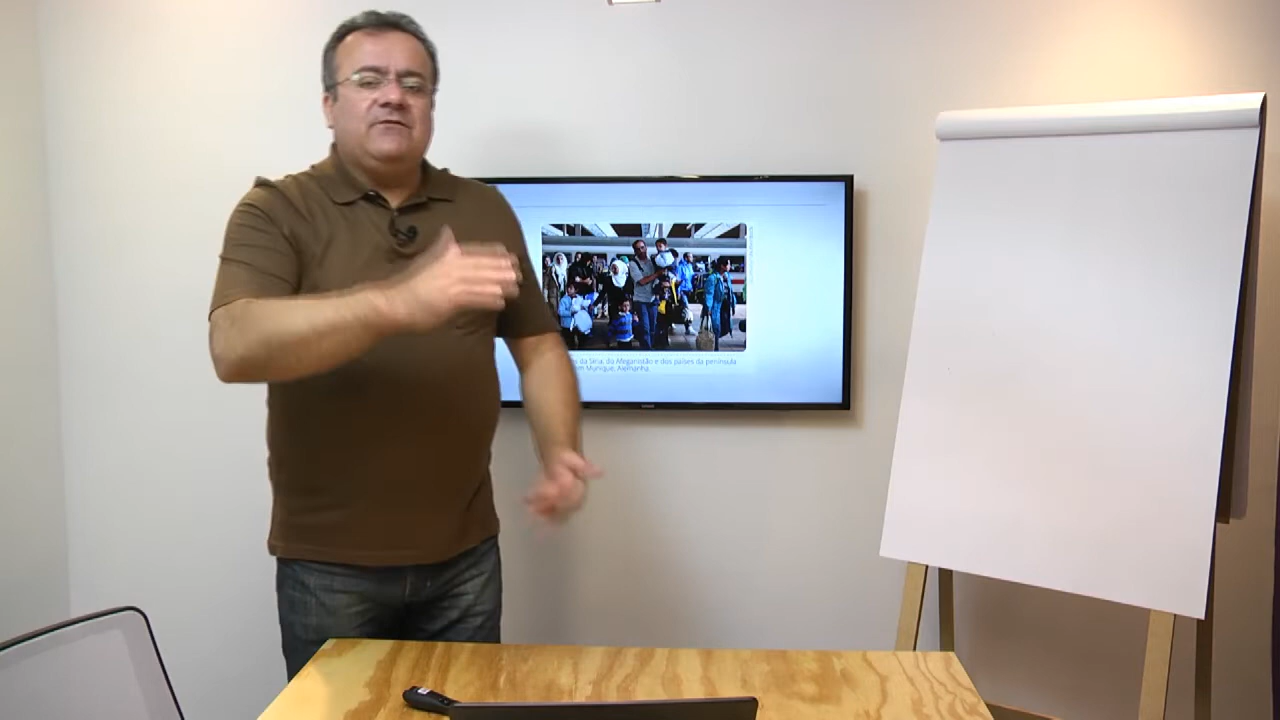 da Síria, do Afeganistão e dos países da península
em Munique, Alemanha.